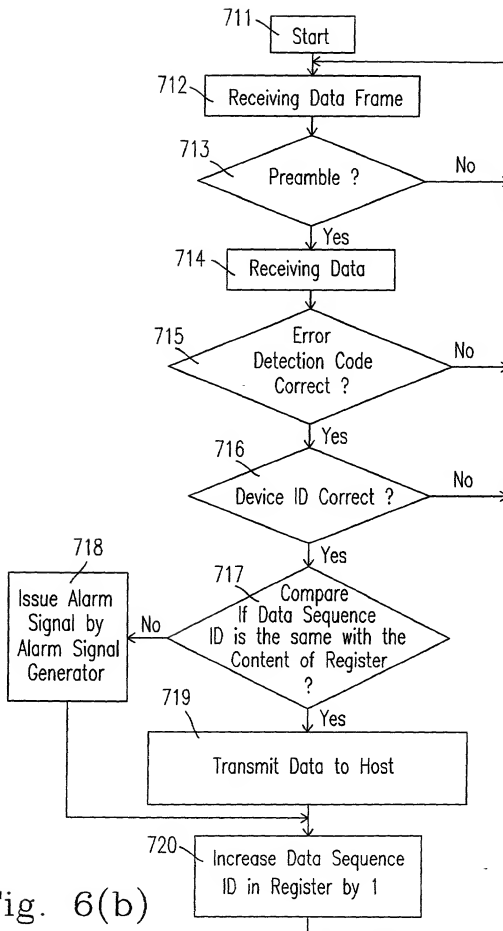 711
Start
712
Receiving Data Frame
713
Preamble ?
No
Yes
714
Receiving Data
715
Error
Detection Code
Correct ?
No
Yes
716
Device ID Correct ?
No
Yes
717
Compare
If Data Sequence
ID is the same with the
Content of Register
?
No
Yes
718
Issue Alarm
Signal by
Alarm Signal
Generator
719
Transmit Data to Host
720
Increase Data Sequence
ID in Register by 1
ig. 6(b)